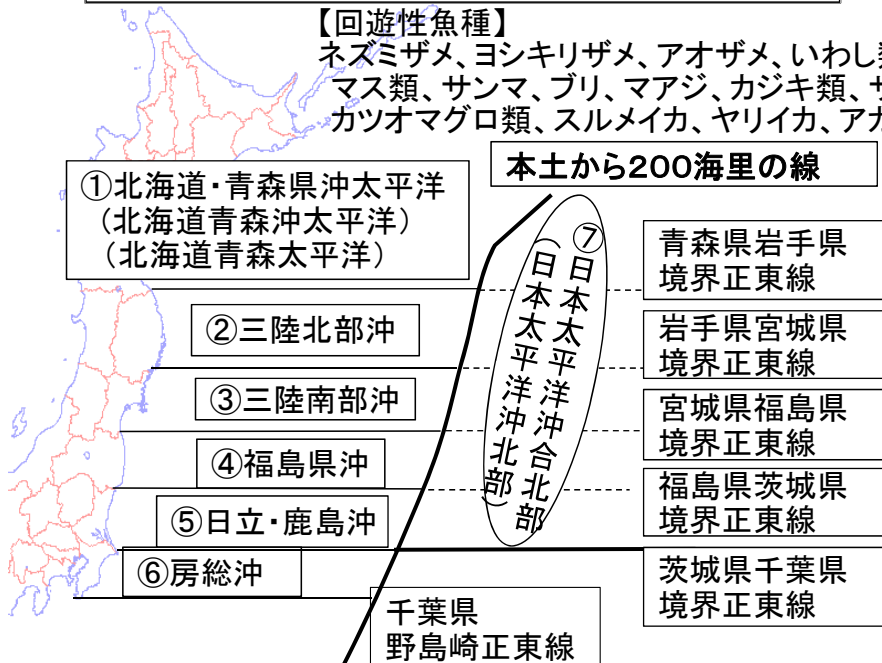 【回遊性魚種】
ネズミザメ、ヨシキリザメ、アオザメ、いわし
マス類、サンマ、ブリ、マアジ、カジキ類、
カツオマグロ類、スルメイカ、ヤリイカ、
本土から200海里の線
①北海道・青森県沖太平洋
(北海道青森沖太平洋)
(北海道青森太平洋)
②三陸北部沖
③三陸南部沖
④福島県沖
⑤日立・鹿島沖
⑥房総沖
⑦日本太平洋沖合北部
(日本太平洋沖北部)
青森県岩手県
境界正東線
岩手県宮城県
境界正東線
宮城県福島県
境界正東線
福島県茨城県
境界正東線
茨城県千葉県
境界正東線
千葉県
野島崎正東線